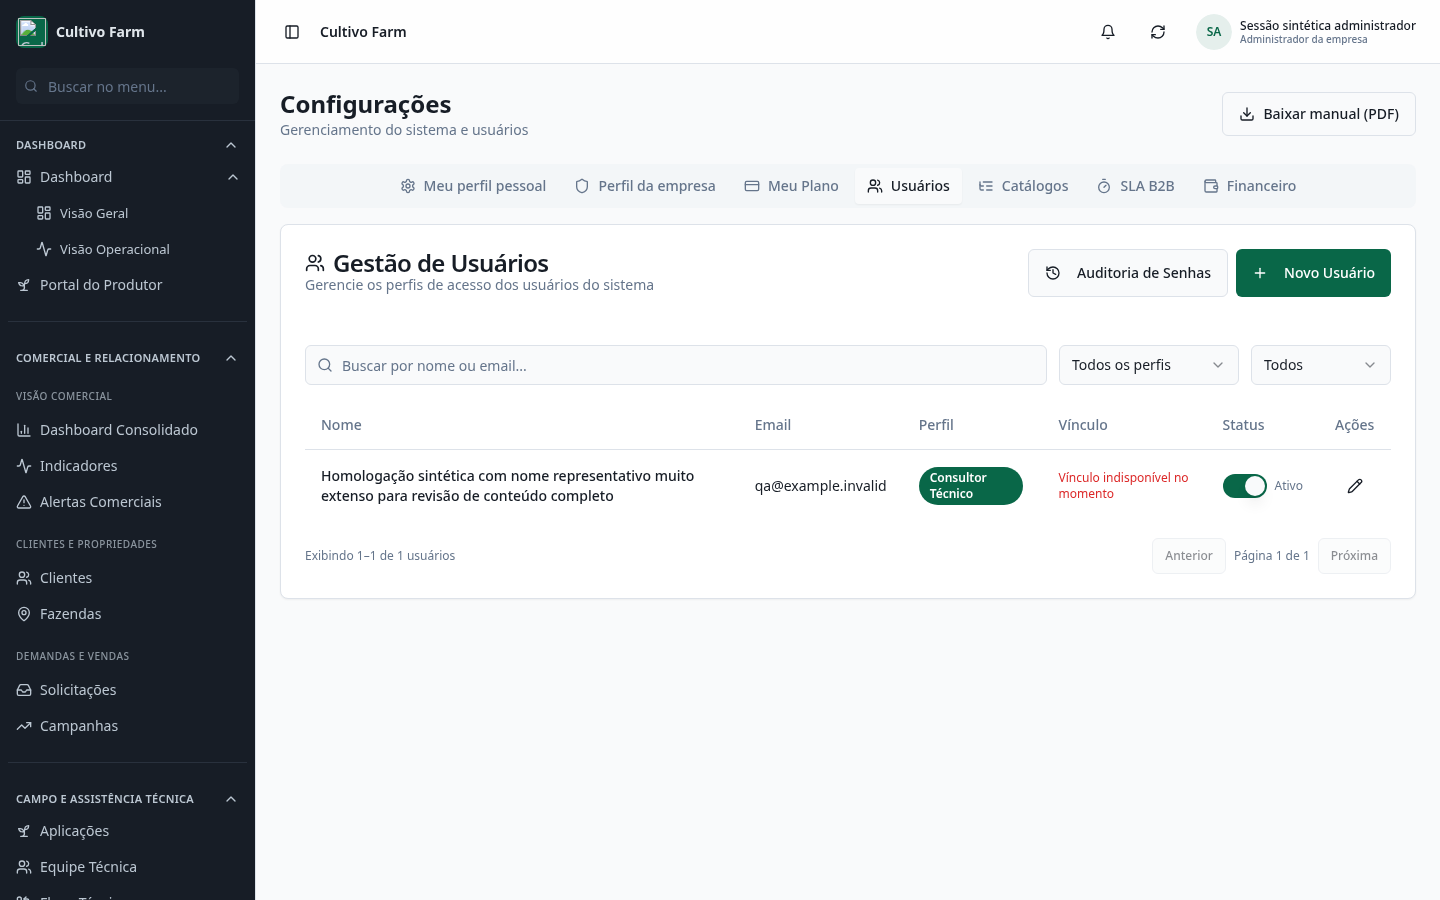 Cultivo Farm
Buscar no menu...
DASHBOARD
Dashboard
Visão Geral
Visão Operacional
Portal do Produtor
COMERCIAL E RELACIONAMENTO
VISÃO COMERCIAL
Dashboard Consolidado
Indicadores
Alertas Comerciais
CLIENTES E PROPRIEDADES
Clientes
Fazendas
DEMANDAS E VENDAS
Solicitações
Campanhas
CAMPO E ASSISTÊNCIA TÉCNICA
Aplicações
Equipe Técnica
Cultivo Farm
SA
Sessão sintética administrador
Administrador da empresa
Configurações
Gerenciamento do sistema e usuários
Baixar manual (PDF)
Meu perfil pessoal
Perfil da empresa
Meu Plano
Usuários
Catálogos
SLA B2B
Financeiro
Gestão de Usuários
Gerencie os perfis de acesso dos usuários do sistema
Auditoria de Senhas
Novo Usuário
Buscar por nome ou email...
Todos os perfis
Todos
Nome
Email
Perfil
Vínculo
Status
Ações
Homologação sintética com nome representativo muito
extenso para revisão de conteúdo completo
qa@example.invalid
Consultor
Técnico
Vínculo indisponível no
momento
Ativo
Exibindo 1–1 de 1 usuários
Anterior
Página 1 de 1
Próxima